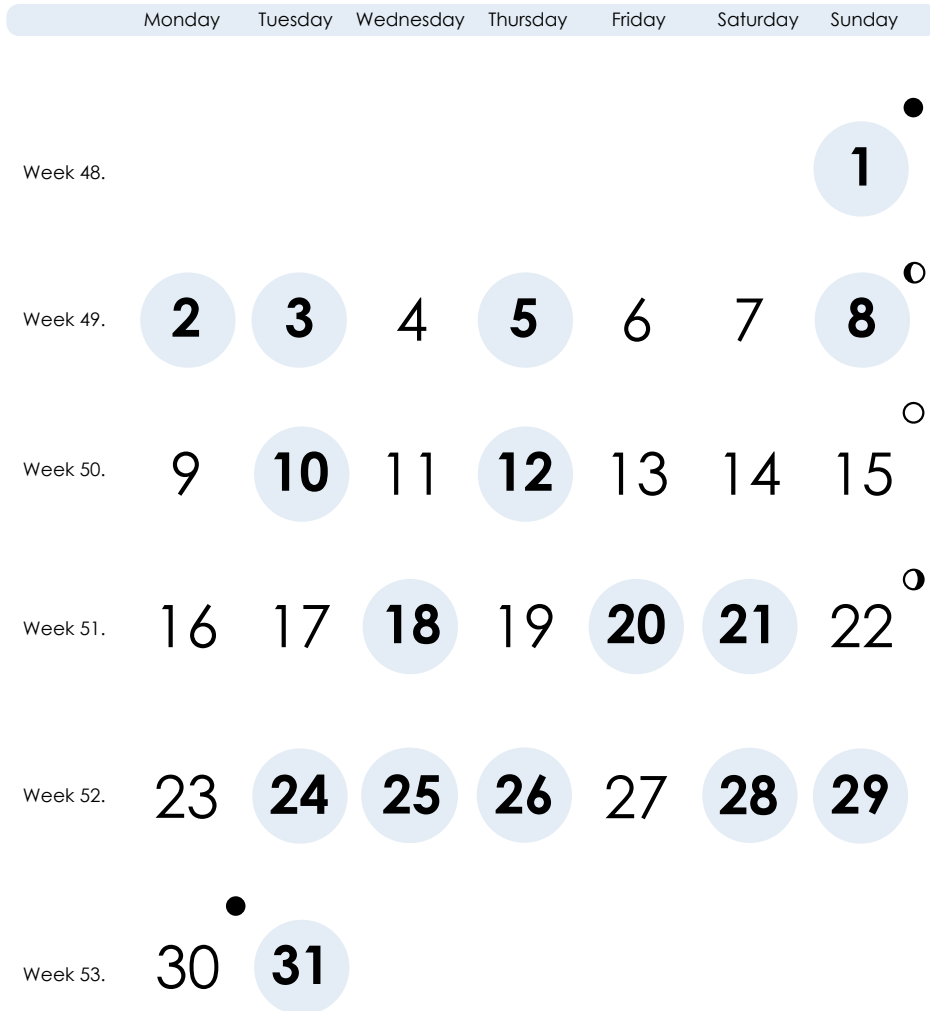 Monday Tuesday Wednesday Thursday Friday Saturday Sunday
Week 48. 1
Week 49. 2 3 4 5 6 7 8
Week 50. 9 10 11 12 13 14 15
Week 51. 16 17 18 19 20 21 22
Week 52. 23 24 25 26 27 28 29
Week 53. 30 31